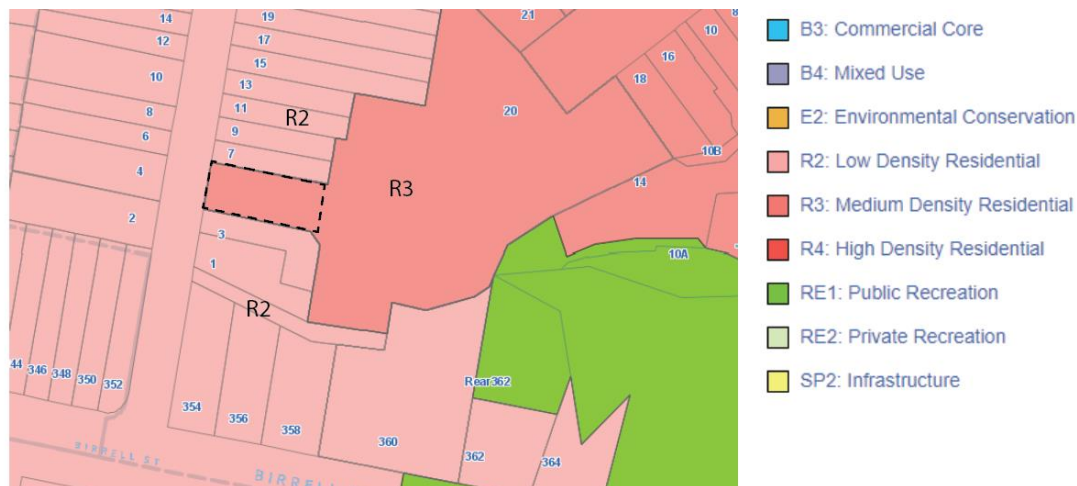 14
12
10
8
6
4
2
19
17
15
13
11
9
7
3
1
R2
R3
R2
21
20
16
18
10
8
10B
14
10A
44
346
348
350
352
354
356
358
360
Rear362
362
364
BIRRELL ST
BIRRELL
B3: Commercial Core
B4: Mixed Use
E2: Environmental Conservation
R2: Low Density Residential
R3: Medium Density Residential
R4: High Density Residential
RE1: Public Recreation
RE2: Private Recreation
SP2: Infrastructure